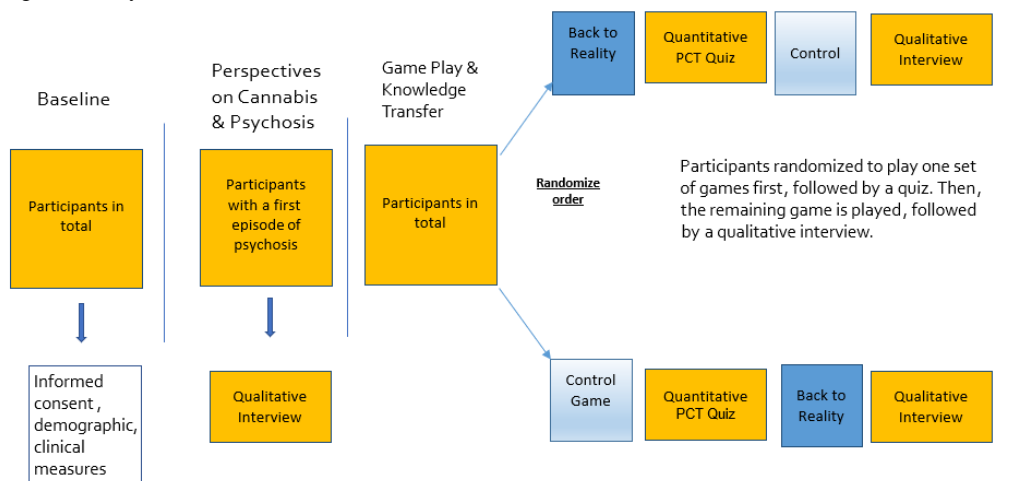 Baseline
Perspectives
on Cannabis
& Psychosis
Game Play &
Knowledge
Transfer
Participants in
total
Participants
with a first
episode of
psychosis
Participants in
total
Informed
consent ,
demographic,
clinical
measures
Qualitative
Interview
Randomize
order
Back to
Reality
Quantitative
PCT Quiz
Control
Qualitative
Interview
Participants randomized to play one set
of games first, followed by a quiz. Then,
the remaining game is played, followed
by a qualitative interview.
Control
Game
Quantitative
PCT Quiz
Back to
Reality
Qualitative
Interview